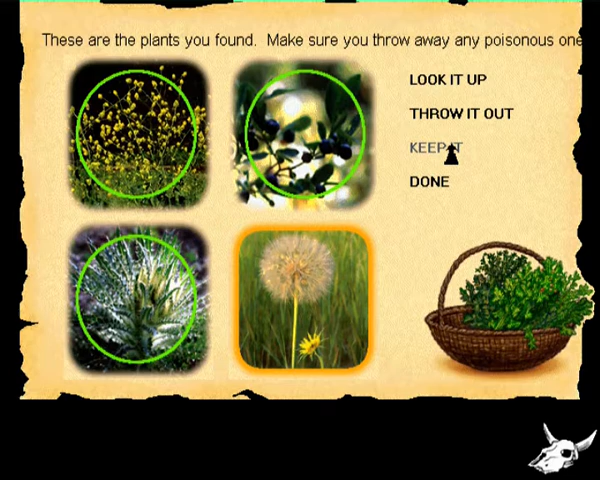 These are the plants you found.  Make sure you throw away any poisonous one
LOOK IT UP
THROW IT OUT
KEEP IT
DONE